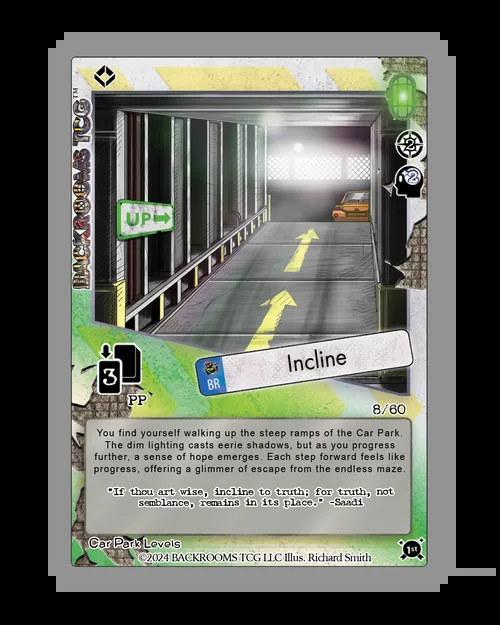 BACKROOMS TCG™
2
2
UP→
BR
Incline
3
PP
8/60
You find yourself walking up the steep ramps of the Car Park.
The dim lighting casts eerie shadows, but as you progress
further, a sense of hope emerges. Each step forward feels like
progress, offering a glimmer of escape from the endless maze.
"If thou art wise, incline to truth; for truth, not
semblance, remains in its place." -Saadi
Car Park Levels
1st
©2024 BACKROOMS TCG LLC Illus. Richard Smith